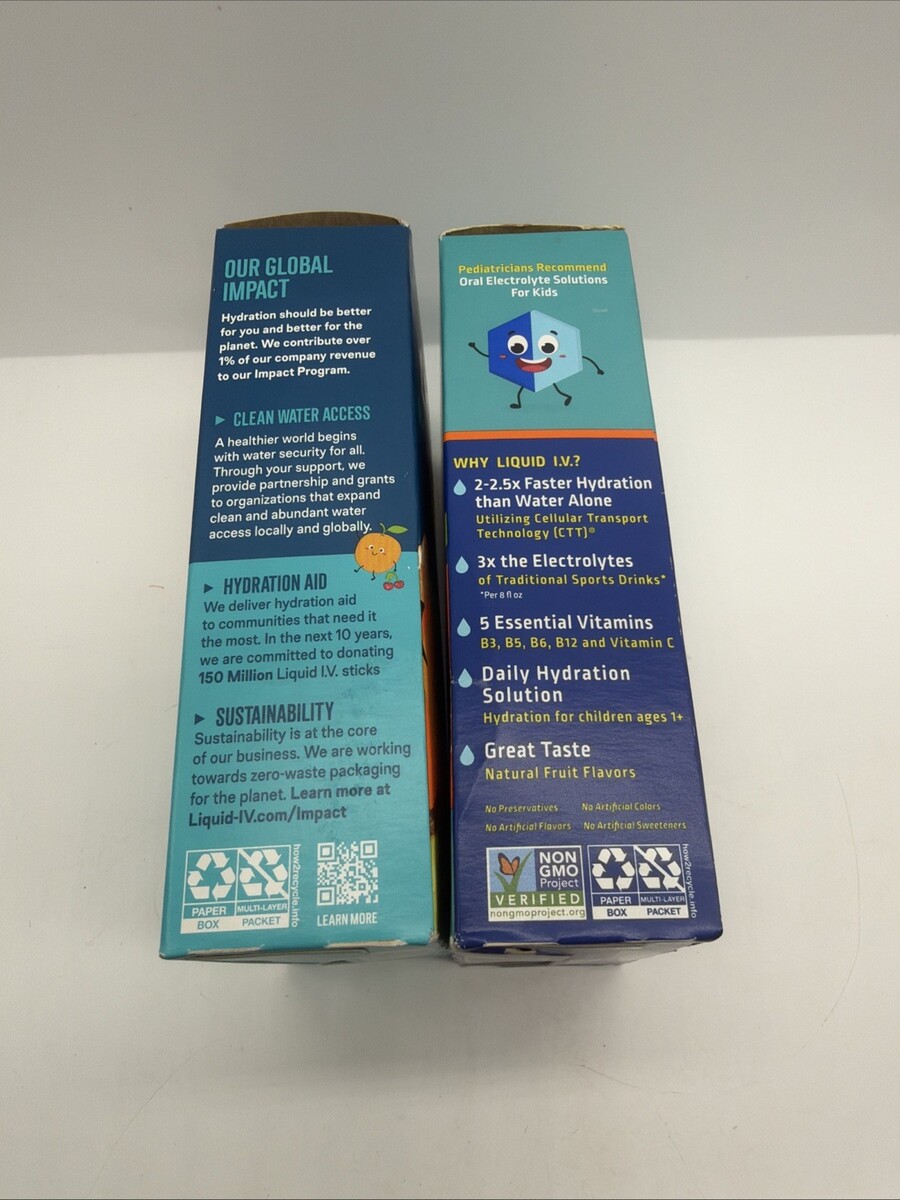 OUR GLOBAL
IMPACT
Hydration should be better
for you and better for the
planet. We contribute over
1% of our company revenue
to our Impact Program.
CLEAN WATER ACCESS
A healthier world begins
with water security for all.
Through your support, we
provide partnership and grants
to organizations that expand
clean and abundant water
access locally and globally.
HYDRATION AID
We deliver hydration aid
to communities that need it
the most. In the next 10 years,
we are committed to donating
150 Million Liquid I.V. sticks
SUSTAINABILITY
Sustainability is at the core
of our business. We are working
towards zero-waste packaging
for the planet. Learn more at
Liquid-IV.com/Impact
PAPER
BOX
MULTI-LAYER
PACKET
how2recycle.info
LEARN MORE
Pediatricians Recommend
Oral Electrolyte Solutions
For Kids
WHY LIQUID I.V.?
2-2.5x Faster Hydration
than Water Alone
Utilizing Cellular Transport
Technology (CTT)®
3x the Electrolytes
of Traditional Sports Drinks*
*Per 8 fl oz
5 Essential Vitamins
B3, B5, B6, B12 and Vitamin C
Daily Hydration
Solution
Hydration for children ages 1+
Great Taste
Natural Fruit Flavors
No Preservatives No Artificial Colors
No Artificial Flavors No Artificial Sweeteners
NON
GMO
Project
VERIFIED
nongmoproject.org
PAPER
BOX
MULTI-LAYER
PACKET
how2recycle.info